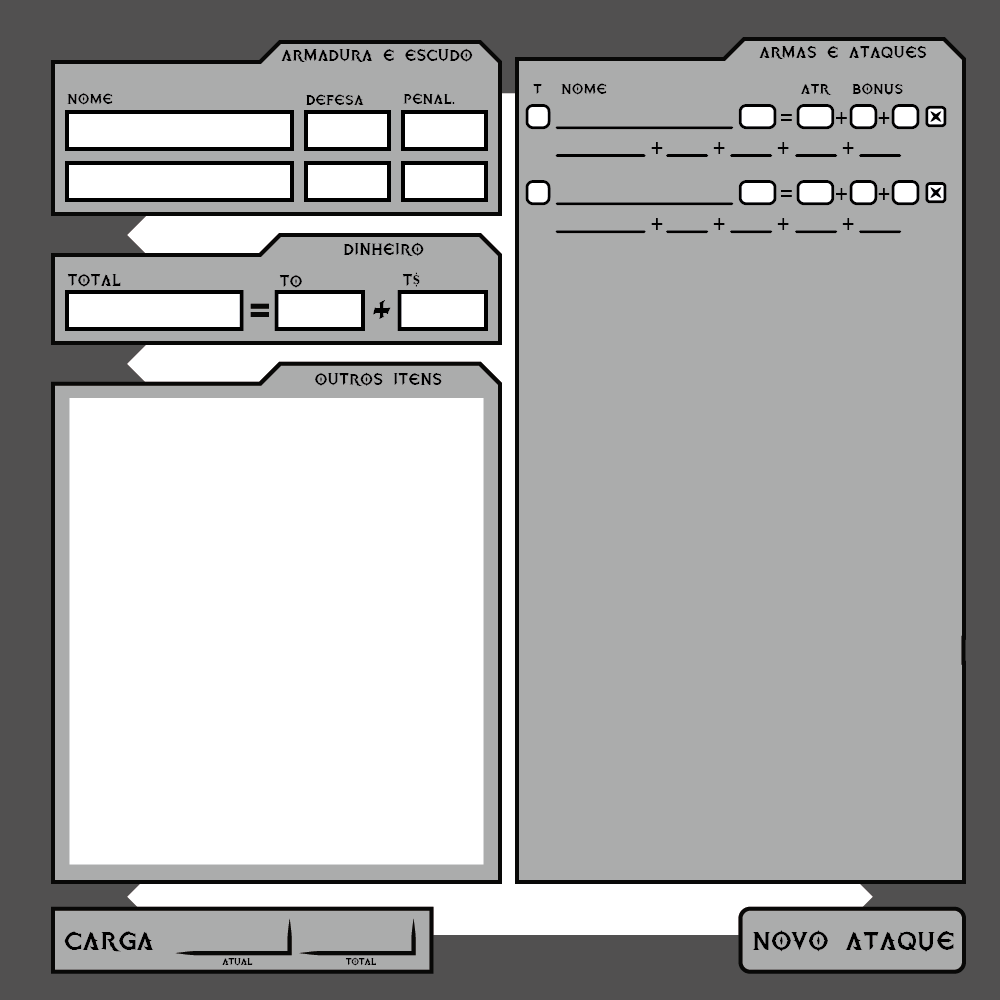 ARMADURA E ESCUDO
NOME DEFESA PENAL.
DINHEIRO
TOTAL TO T$
= +
OUTROS ITENS
CARGA
ATUAL TOTAL
ARMAS E ATAQUES
T NOME ATR BONUS
= + +
+ + + +
= + +
+ + + +
NOVO ATAQUE